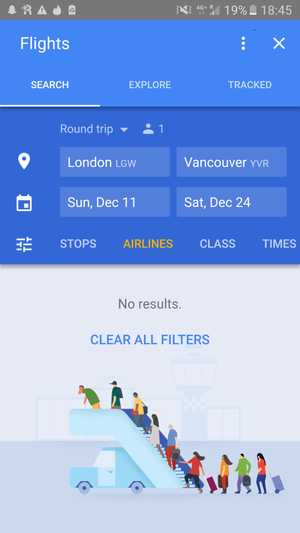 4G+ 19% 18:45
Flights
SEARCH EXPLORE TRACKED
Round trip 1
London LGW Vancouver YVR
Sun, Dec 11 Sat, Dec 24
STOPS AIRLINES CLASS TIMES
No results.
CLEAR ALL FILTERS